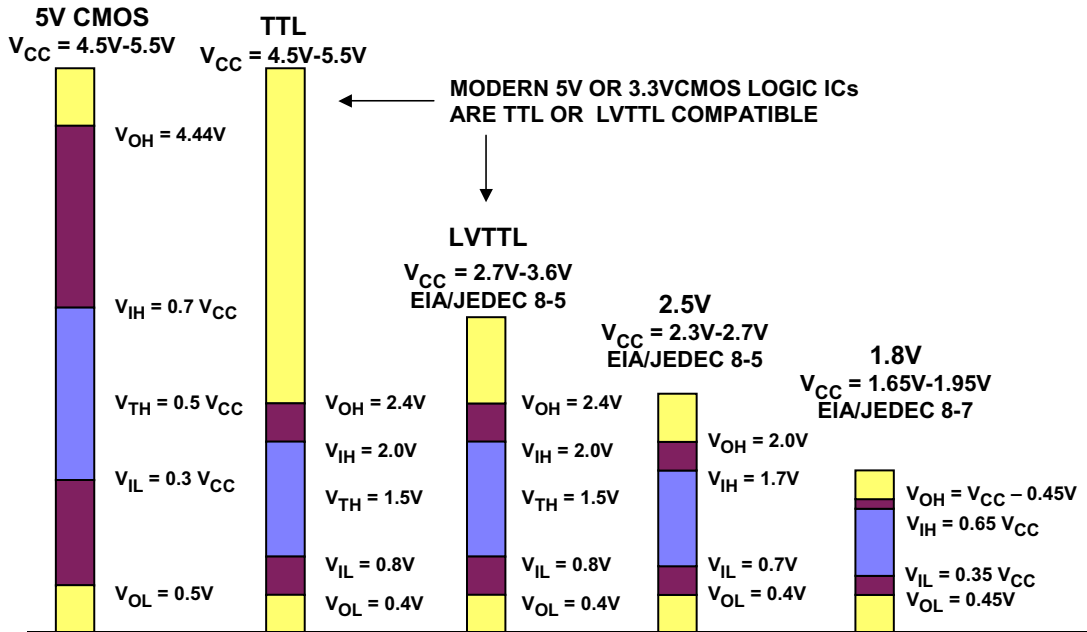 5V CMOS
VCC = 4.5V-5.5V
VOH = 4.44V
VIH = 0.7 VCC
VTH = 0.5 VCC
VIL = 0.3 VCC
VOL = 0.5V
TTL
VCC = 4.5V-5.5V
VOH = 2.4V
VIH = 2.0V
VTH = 1.5V
VIL = 0.8V
VOL = 0.4V
MODERN 5V OR 3.3VCMOS LOGIC ICs
ARE TTL OR LVTTL COMPATIBLE
LVTTL
VCC = 2.7V-3.6V
EIA/JEDEC 8-5
VOH = 2.4V
VIH = 2.0V
VTH = 1.5V
VIL = 0.8V
VOL = 0.4V
2.5V
VCC = 2.3V-2.7V
EIA/JEDEC 8-5
VOH = 2.0V
VIH = 1.7V
VIL = 0.7V
VOL = 0.4V
1.8V
VCC = 1.65V-1.95V
EIA/JEDEC 8-7
VOH = VCC – 0.45V
VIH = 0.65 VCC
VIL = 0.35 VCC
VOL = 0.45V